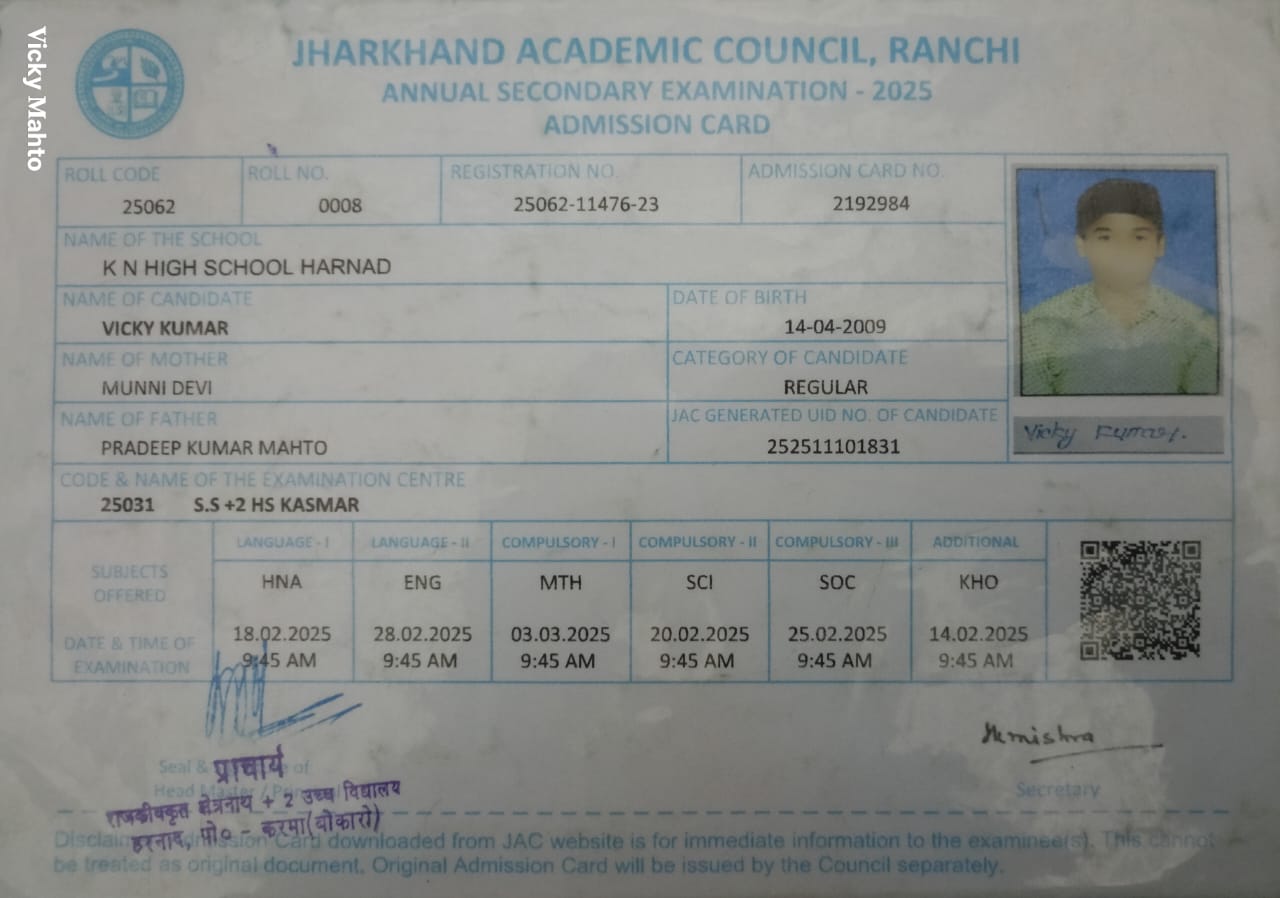 Vicky Mahto
JHARKHAND ACADEMIC COUNCIL, RANCHI
ANNUAL SECONDARY EXAMINATION - 2025
ADMISSION CARD
ROLL CODE ROLL NO. REGISTRATION NO. ADMISSION CARD NO.
25062 0008 25062-11476-23 2192984
NAME OF THE SCHOOL
K N HIGH SCHOOL HARNAD
NAME OF CANDIDATE DATE OF BIRTH
VICKY KUMAR 14-04-2009
NAME OF MOTHER CATEGORY OF CANDIDATE
MUNNI DEVI REGULAR
NAME OF FATHER JAC GENERATED UID NO. OF CANDIDATE
PRADEEP KUMAR MAHTO 252511101831
Vicky Kumar.
CODE & NAME OF THE EXAMINATION CENTRE
25031 S.S +2 HS KASMAR
LANGUAGE - I LANGUAGE - II COMPULSORY - I COMPULSORY - II COMPULSORY - III ADDITIONAL
SUBJECTS OFFERED HNA ENG MTH SCI SOC KHO
DATE & TIME OF 18.02.2025 28.02.2025 03.03.2025 20.02.2025 25.02.2025 14.02.2025
EXAMINATION 9:45 AM 9:45 AM 9:45 AM 9:45 AM 9:45 AM 9:45 AM
Seal & of
Head
प्राचार्य
राजकीयकृत क्षेत्रनाथ + 2 उच्च विद्यालय
हरनाद, पो० - करमा (बोकारो)
Secretary
Card downloaded from JAC website is for immediate information to the examinee(s). This cannot
be treated as original document. Original Admission Card will be issued by the Council separately.